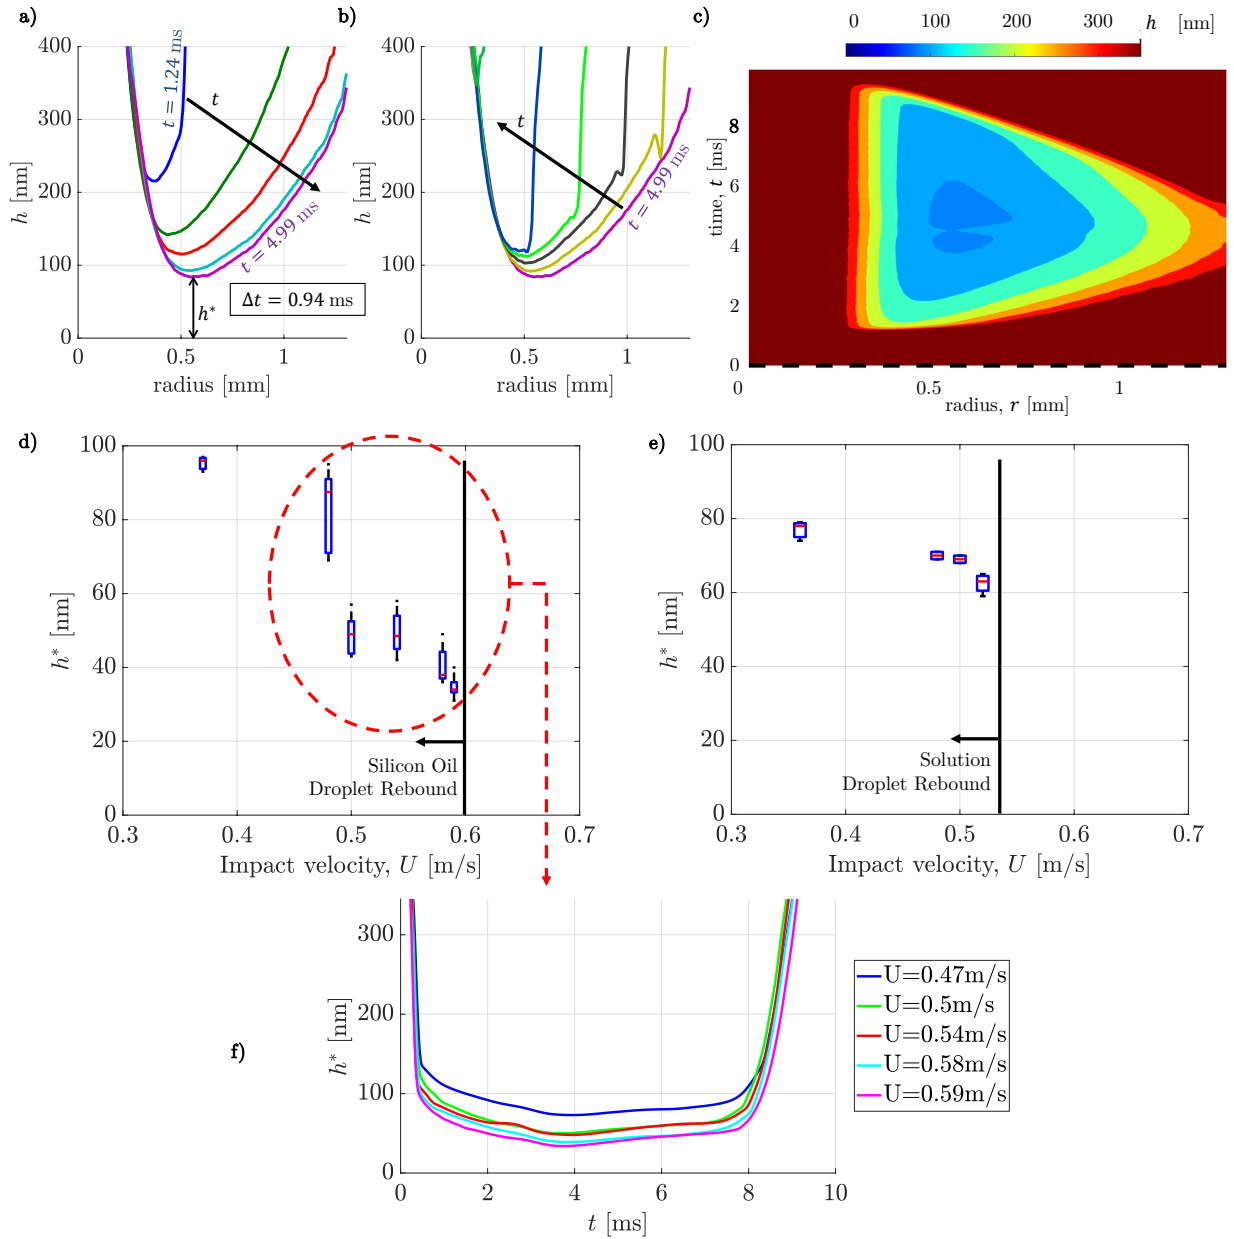 a)
400
300
200
100
0
h [nm]
t = 1.24 ms
t
t = 4.99 ms
h*
Δt = 0.94 ms
0
0.5
1
radius [mm]
b)
400
300
200
100
0
h [nm]
t
t = 4.99 ms
0
0.5
1
radius [mm]
c)
0
100
200
300
h [nm]
8
6
4
2
0
time, t [ms]
0
0.5
1
radius, r [mm]
d)
100
80
60
40
20
0
h* [nm]
Silicon Oil
Droplet Rebound
0.3
0.4
0.5
0.6
0.7
Impact velocity, U [m/s]
e)
100
80
60
40
20
0
h* [nm]
Solution
Droplet Rebound
0.3
0.4
0.5
0.6
0.7
Impact velocity, U [m/s]
f)
300
200
100
0
h* [nm]
0
2
4
6
8
10
t [ms]
U=0.47m/s
U=0.5m/s
U=0.54m/s
U=0.58m/s
U=0.59m/s